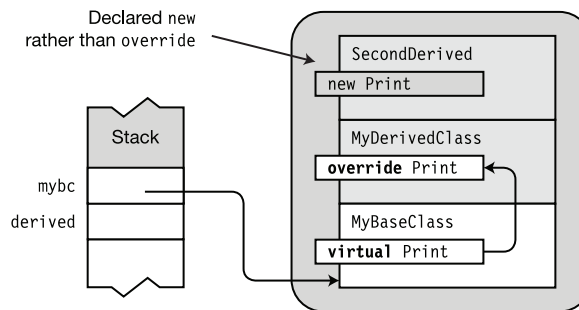 Declared new
rather than override
SecondDerived
new Print
Stack
MyDerivedClass
override Print
mybc
derived
MyBaseClass
virtual Print